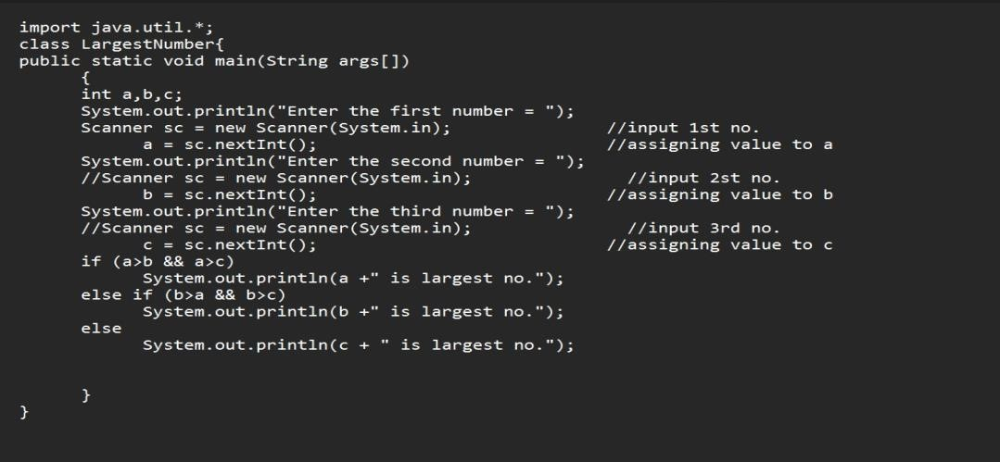 import java.util.*;
class LargestNumber{
public static void main(String args[])
{
int a,b,c;
System.out.println("Enter the first number = ");
Scanner sc = new Scanner(System.in); //input 1st no.
a = sc.nextInt(); //assigning value to a
System.out.println("Enter the second number = ");
//Scanner sc = new Scanner(System.in); //input 2st no.
b = sc.nextInt(); //assigning value to b
System.out.println("Enter the third number = ");
//Scanner sc = new Scanner(System.in); //input 3rd no.
c = sc.nextInt(); //assigning value to c
if (a>b && a>c)
System.out.println(a +" is largest no.");
else if (b>a && b>c)
System.out.println(b +" is largest no.");
else
System.out.println(c + " is largest no.");
}
}